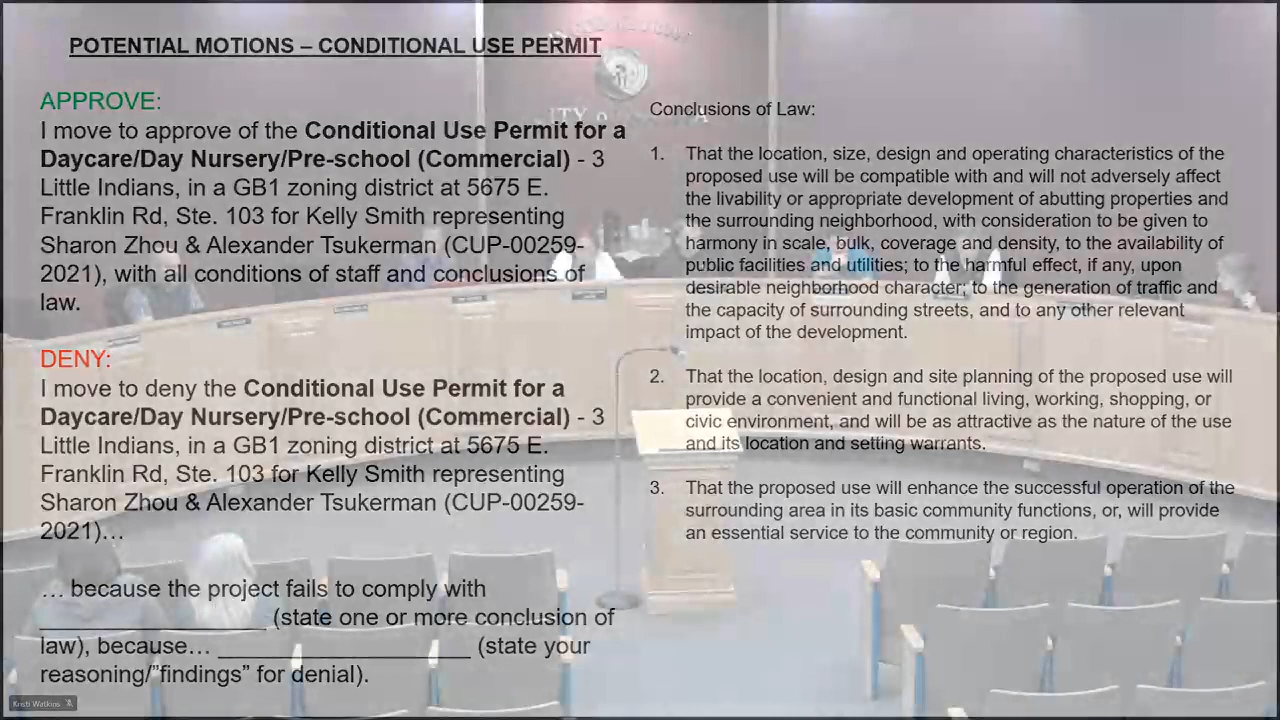 POTENTIAL MOTIONS – CONDITIONAL USE PERMIT
APPROVE:
I move to approve of the Conditional Use Permit for a
Daycare/Day Nursery/Pre-school (Commercial) - 3
Little Indians, in a GB1 zoning district at 5675 E.
Franklin Rd, Ste. 103 for Kelly Smith representing
Sharon Zhou & Alexander Tsukerman (CUP-00259-
2021), with all conditions of staff and conclusions of
law.
DENY:
I move to deny the Conditional Use Permit for a
Daycare/Day Nursery/Pre-school (Commercial) - 3
Little Indians, in a GB1 zoning district at 5675 E.
Franklin Rd, Ste. 103 for Kelly Smith representing
Sharon Zhou & Alexander Tsukerman (CUP-00259-
2021)…
… because the project fails to comply with
__________________ (state one or more conclusion of
law), because… ____________________ (state your
reasoning/”findings” for denial).
Conclusions of Law:
1. That the location, size, design and operating characteristics of the
proposed use will be compatible with and will not adversely affect
the livability or appropriate development of abutting properties and
the surrounding neighborhood, with consideration to be given to
harmony in scale, bulk, coverage and density, to the availability of
public facilities and utilities; to the harmful effect, if any, upon
desirable neighborhood character; to the generation of traffic and
the capacity of surrounding streets, and to any other relevant
impact of the development.
2. That the location, design and site planning of the proposed use will
provide a convenient and functional living, working, shopping, or
civic environment, and will be as attractive as the nature of the use
and its location and setting warrants.
3. That the proposed use will enhance the successful operation of the
surrounding area in its basic community functions, or, will provide
an essential service to the community or region.
Kristi Watkins